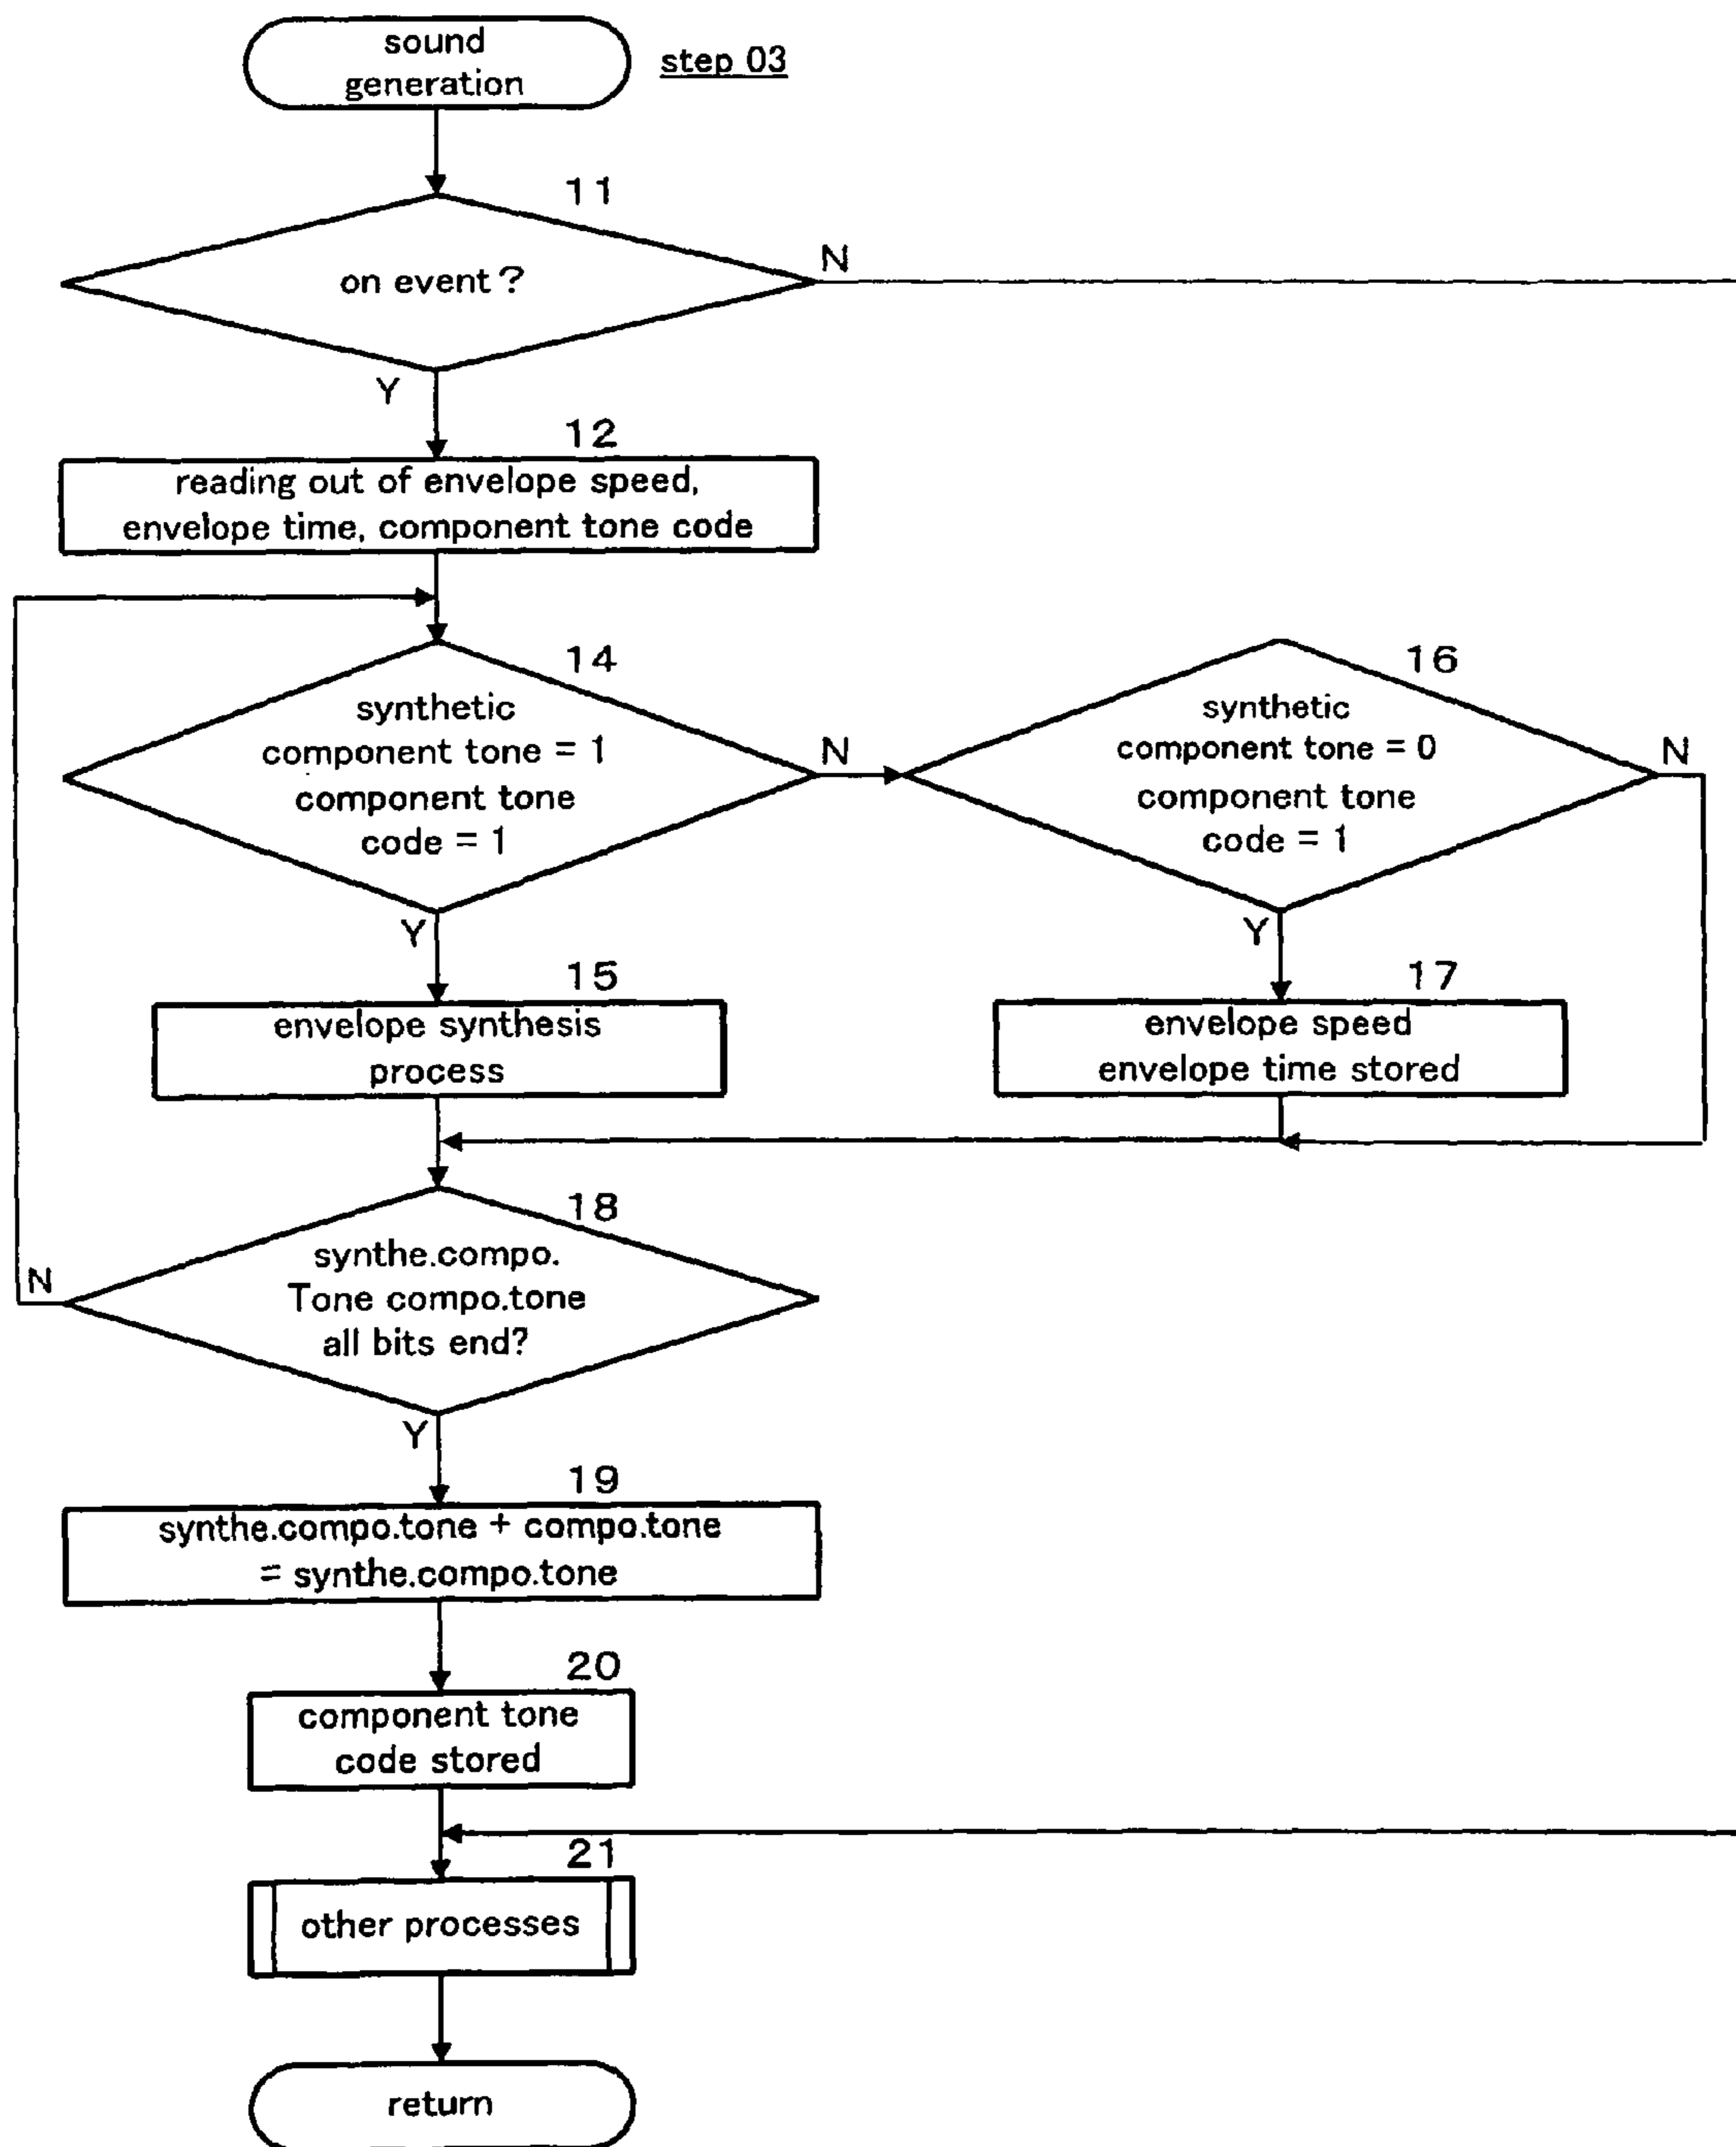 sound
generation
step 03
11
on event?
N
Y
12
reading out of envelope speed,
envelope time, component tone code
14
synthetic
component tone = 1
component tone
code = 1
N
Y
16
synthetic
component tone = 0
component tone
code = 1
N
Y
15
envelope synthesis
process
17
envelope speed
envelope time stored
18
synthe.compo.
Tone compo.tone
all bits end?
N
Y
19
synthe.compo.tone + compo.tone
= synthe.compo.tone
20
component tone
code stored
21
other processes
return